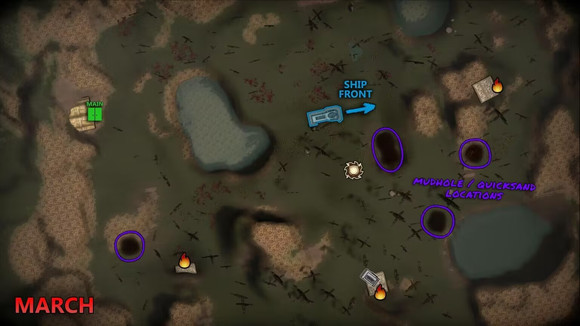 SHIP
FRONT
MAIN
MUDHOLE / QUICKSAND
LOCATIONS
MARCH